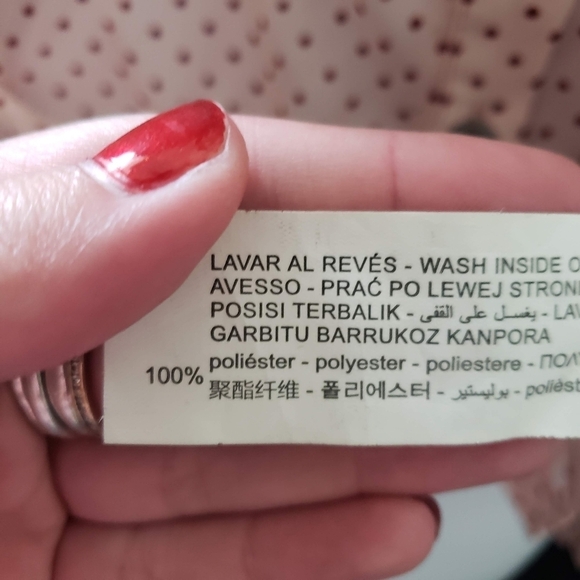 LAVAR AL REVÉS - WASH INSIDE
AVESSO - PRAĆ PO LEWEJ
POSISI TERBALIK - يغسل على القفى -
GARBITU BARRUKOZ KANPORA
poliéster - polyester - poliestere -
100%
聚酯纤维 - 폴리에스터 - بوليستير -